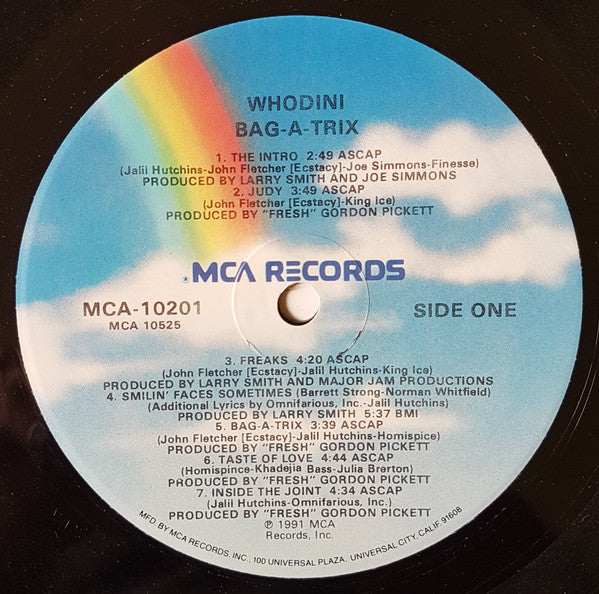 WHODINI
BAG-A-TRIX
1. THE INTRO 2:49 ASCAP
(Jalil Hutchins-John Fletcher [Ecstacy]-Joe Simmons-Finesse)
PRODUCED BY LARRY SMITH AND JOE SIMMONS
2. JUDY 3:49 ASCAP
(John Fletcher [Ecstacy]-King Ice)
PRODUCED BY "FRESH" GORDON PICKETT
® MCA RECORDS
MCA-10201
MCA 10525
SIDE ONE
3. FREAKS 4:20 ASCAP
(John Fletcher [Ecstacy]-Jalil Hutchins-King Ice)
PRODUCED BY LARRY SMITH AND MAJOR JAM PRODUCTIONS
4. SMILIN' FACES SOMETIMES (Barrett Strong-Norman Whitfield)
(Additional Lyrics by Omnifarious, Inc.-Jalil Hutchins)
PRODUCED BY LARRY SMITH 5:37 BMI
5. BAG-A-TRIX 3:39 ASCAP
(John Fletcher [Ecstacy]-Jalil Hutchins-Homispice)
PRODUCED BY "FRESH" GORDON PICKETT
6. TASTE OF LOVE 4:44 ASCAP
(Homispice-Khadejia Bass-Julia Brerton)
PRODUCED BY "FRESH" GORDON PICKETT
7. INSIDE THE JOINT 4:34 ASCAP
(Jalil Hutchins-Omnifarious, Inc.)
PRODUCED BY "FRESH" GORDON PICKETT
℗ 1991 MCA
Records, Inc.
MFD. BY MCA RECORDS, INC., 100 UNIVERSAL PLAZA, UNIVERSAL CITY, CALIF. 91608